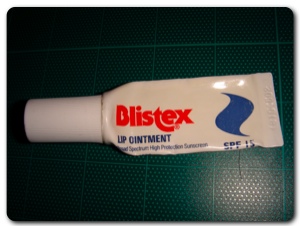 Blistex®
LIP OINTMENT
Broad Spectrum High Protection Sunscreen
SPF 15